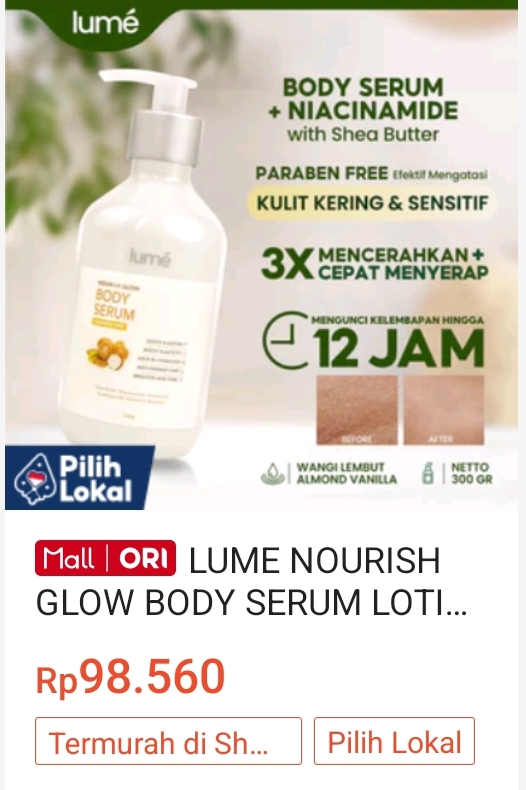 lumé
BODY SERUM
+ NIACINAMIDE
with Shea Butter
PARABEN FREE Efektif Mengatasi
KULIT KERING & SENSITIF
3X MENCERAHKAN +
CEPAT MENYERAP
MENGUNCI KELEMBAPAN HINGGA
12 JAM
BEFORE
AFTER
WANGI LEMBUT
ALMOND VANILLA
NETTO
300 GR
lumé
NOURISH GLOW
BODY
SERUM
Pilih
Lokal
Mall | ORI LUME NOURISH
GLOW BODY SERUM LOTI...
Rp98.560
Termurah di Sh...
Pilih Lokal